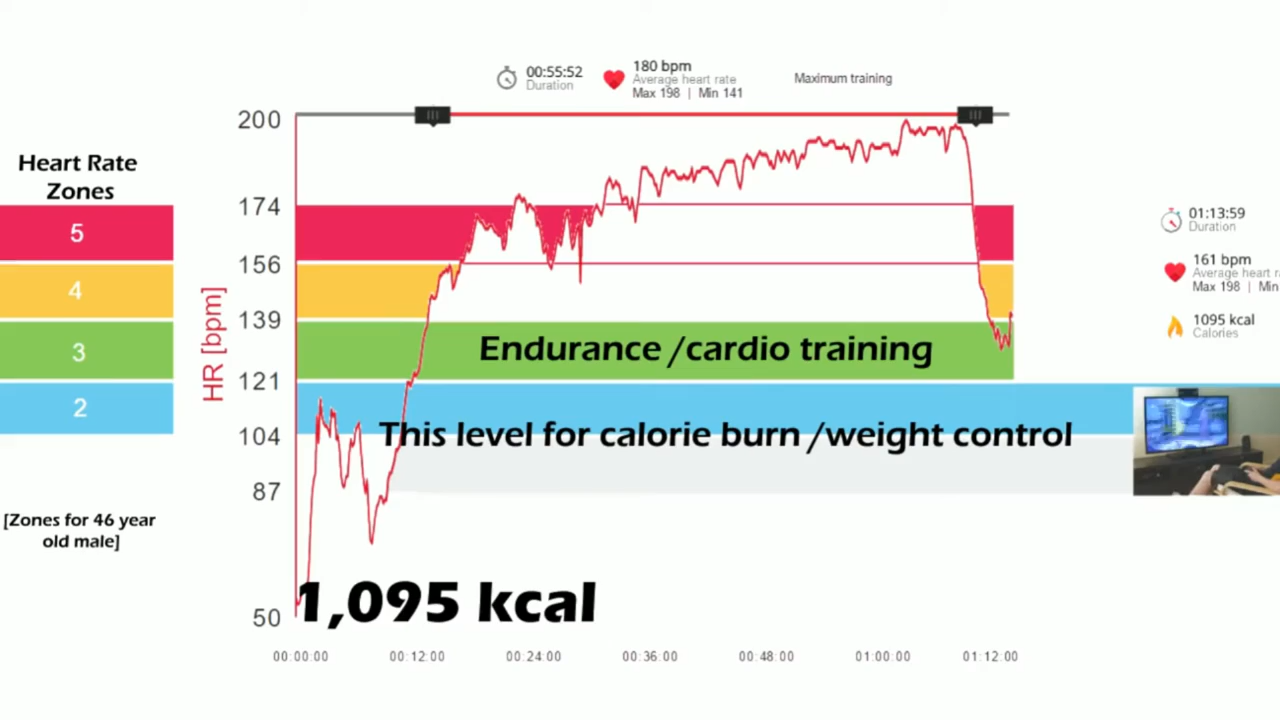 00:55:52
Duration
180 bpm
Average heart rate
Max 198 | Min 141
Maximum training
Heart Rate
Zones
5
4
3
2
[Zones for 46 year
old male]
HR [bpm]
200
174
156
139
121
104
87
50
Endurance /cardio training
This level for calorie burn /weight control
1,095 kcal
00:00:00
00:12:00
00:24:00
00:36:00
00:48:00
01:00:00
01:12:00
01:13:59
Duration
161 bpm
Average heart r
Max 198 | Min
1095 kcal
Calories